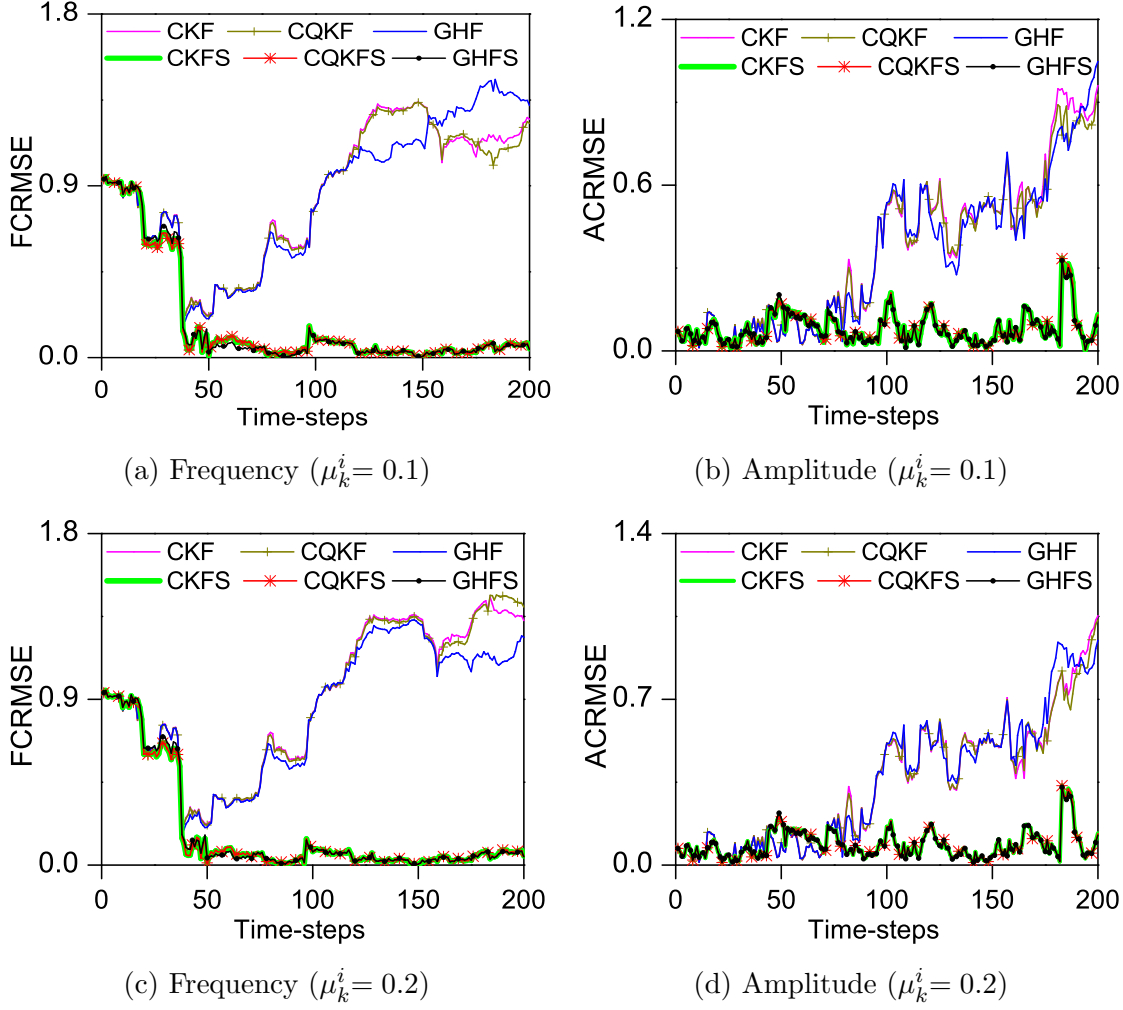 1.8
CKF CQKF GHF
CKFS CQKFS GHFS
FCRMSE
0.9
0.0
0 50 100 150 200
Time-steps
(a) Frequency (μ_k^i= 0.1)
1.2
CKF CQKF GHF
CKFS CQKFS GHFS
ACRMSE
0.6
0.0
0 50 100 150 200
Time-steps
(b) Amplitude (μ_k^i= 0.1)
1.8
CKF CQKF GHF
CKFS CQKFS GHFS
FCRMSE
0.9
0.0
0 50 100 150 200
Time-steps
(c) Frequency (μ_k^i= 0.2)
1.4
CKF CQKF GHF
CKFS CQKFS GHFS
ACRMSE
0.7
0.0
0 50 100 150 200
Time-steps
(d) Amplitude (μ_k^i= 0.2)